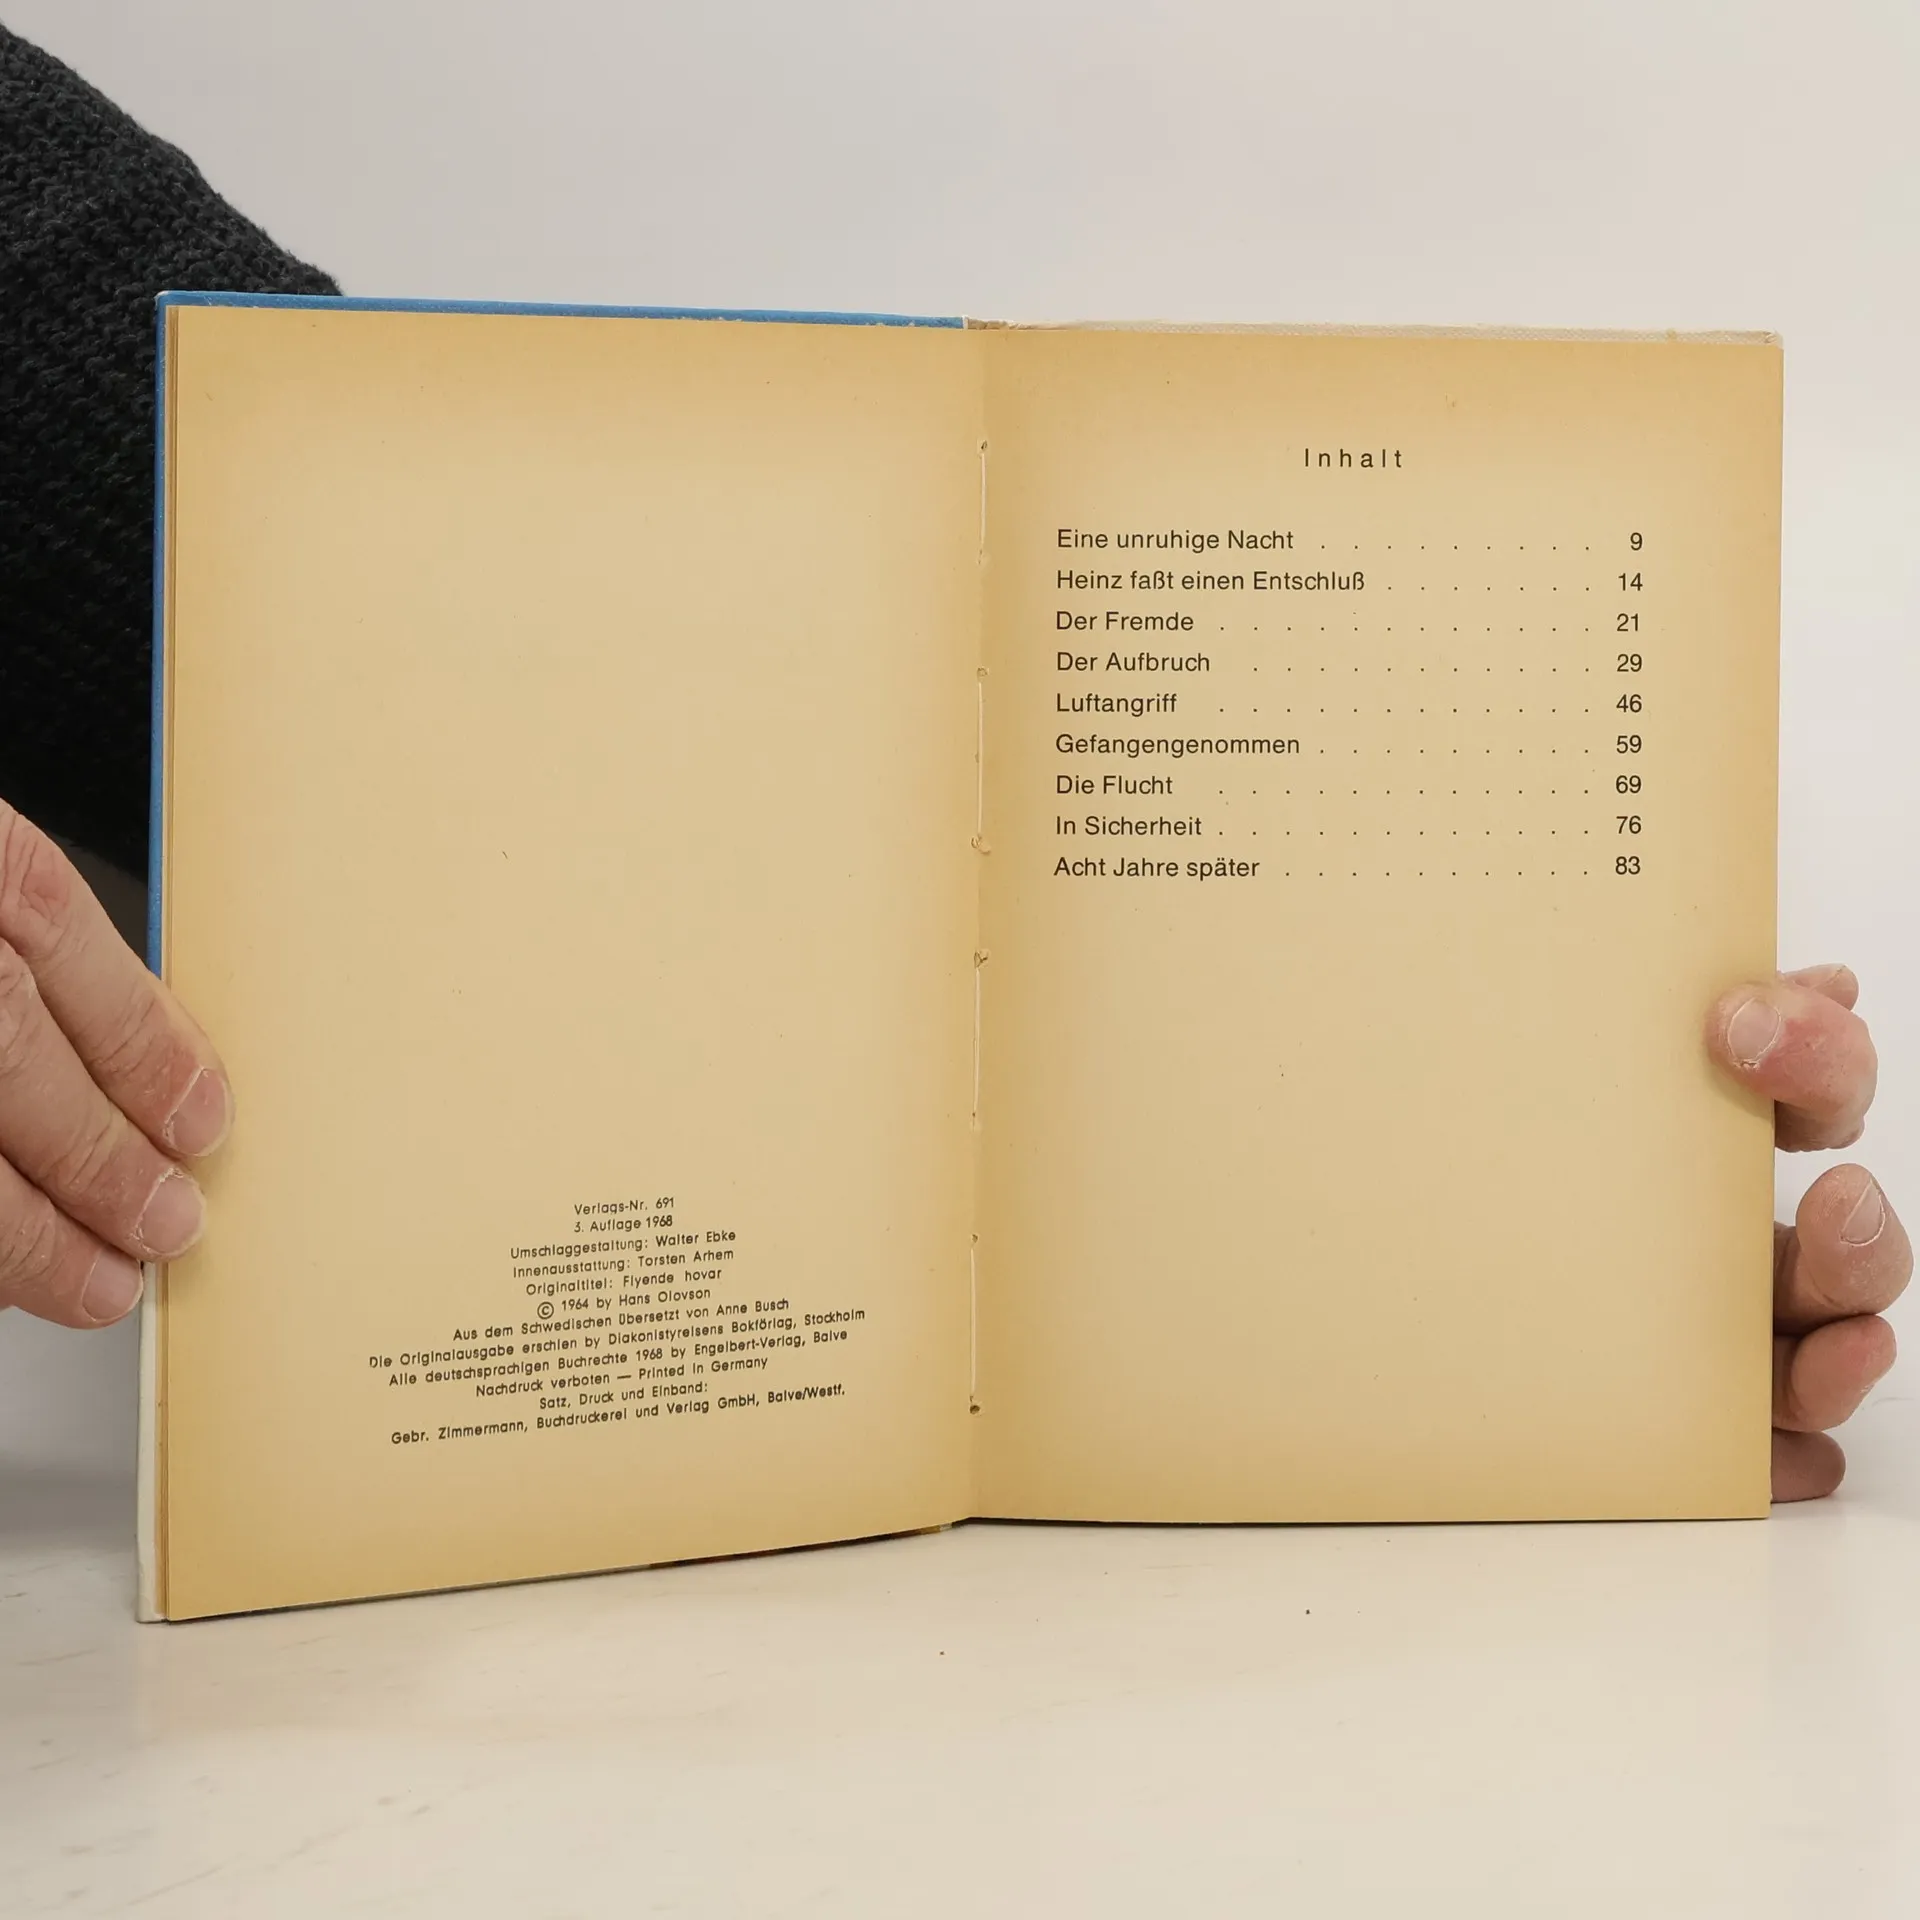 Verlags-Nr. 691
3. Auflage 1968
Umschlaggestaltung: Walter Ebke
Innenausstattung: Torsten Arhem
Originaltitel: Flyende hovar
© 1964 by Hans Olovson
Aus dem Schwedischen übersetzt von Anne Busch
Die Originalausgabe erschien by Diakonistyrelsens Bokförlag, Stockholm
Alle deutschsprachigen Buchrechte 1968 by Engelbert-Verlag, Balve
Nachdruck verboten — Printed in Germany
Satz, Druck und Einband:
Gebr. Zimmermann, Buchdruckerei und Verlag GmbH, Balve/Westf.
Inhalt
Eine unruhige Nacht . . . . . . . . . 9
Heinz faßt einen Entschluß . . . . . . . 14
Der Fremde . . . . . . . . . . . . 21
Der Aufbruch . . . . . . . . . . . 29
Luftangriff . . . . . . . . . . . . 46
Gefangengenommen . . . . . . . . . 59
Die Flucht . . . . . . . . . . . . 69
In Sicherheit . . . . . . . . . . . . 76
Acht Jahre später . . . . . . . . . . 83